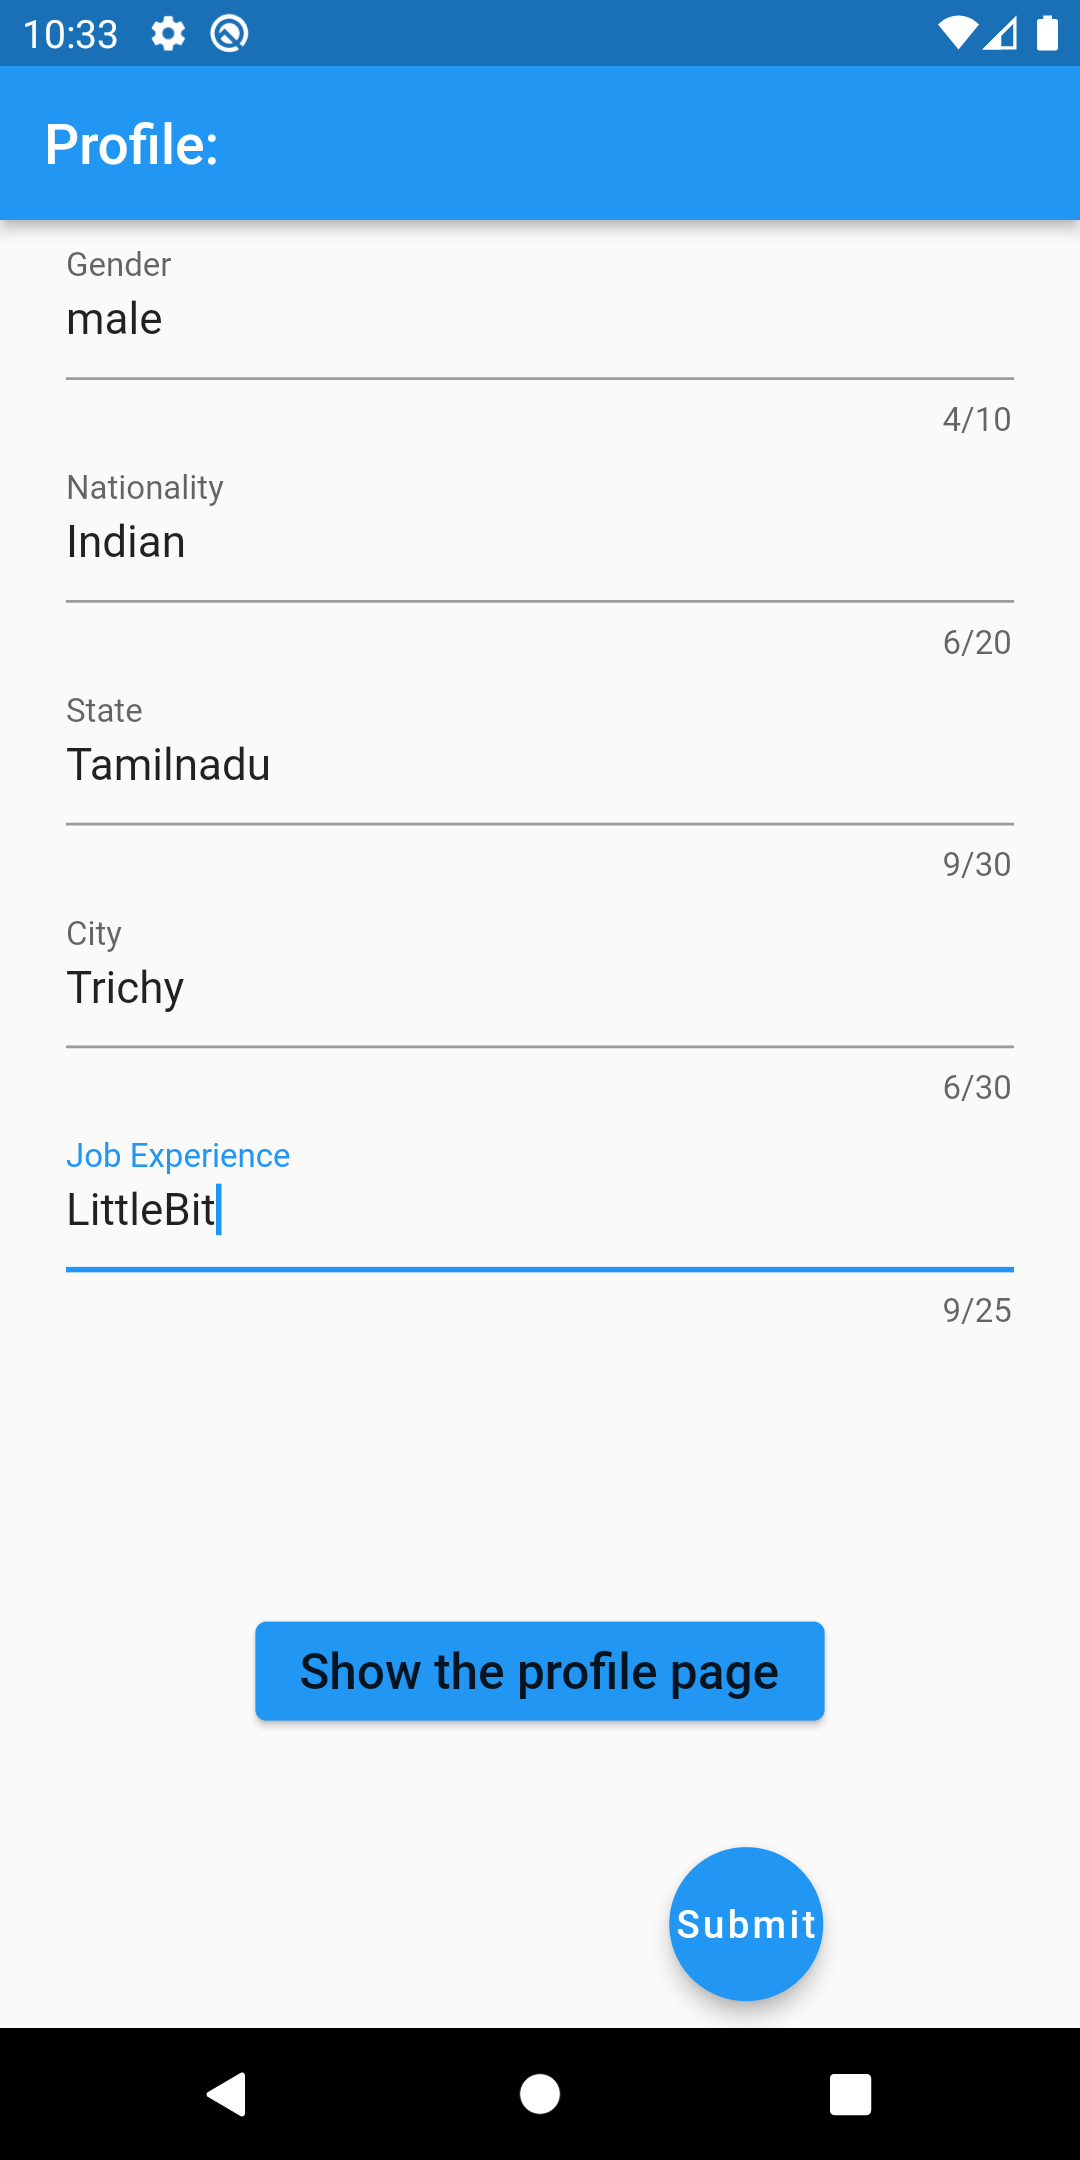 10:33
Profile:
Gender
male
4/10
Nationality
Indian
6/20
State
Tamilnadu
9/30
City
Trichy
6/30
Job Experience
LittleBit
9/25
Show the profile page
Submit